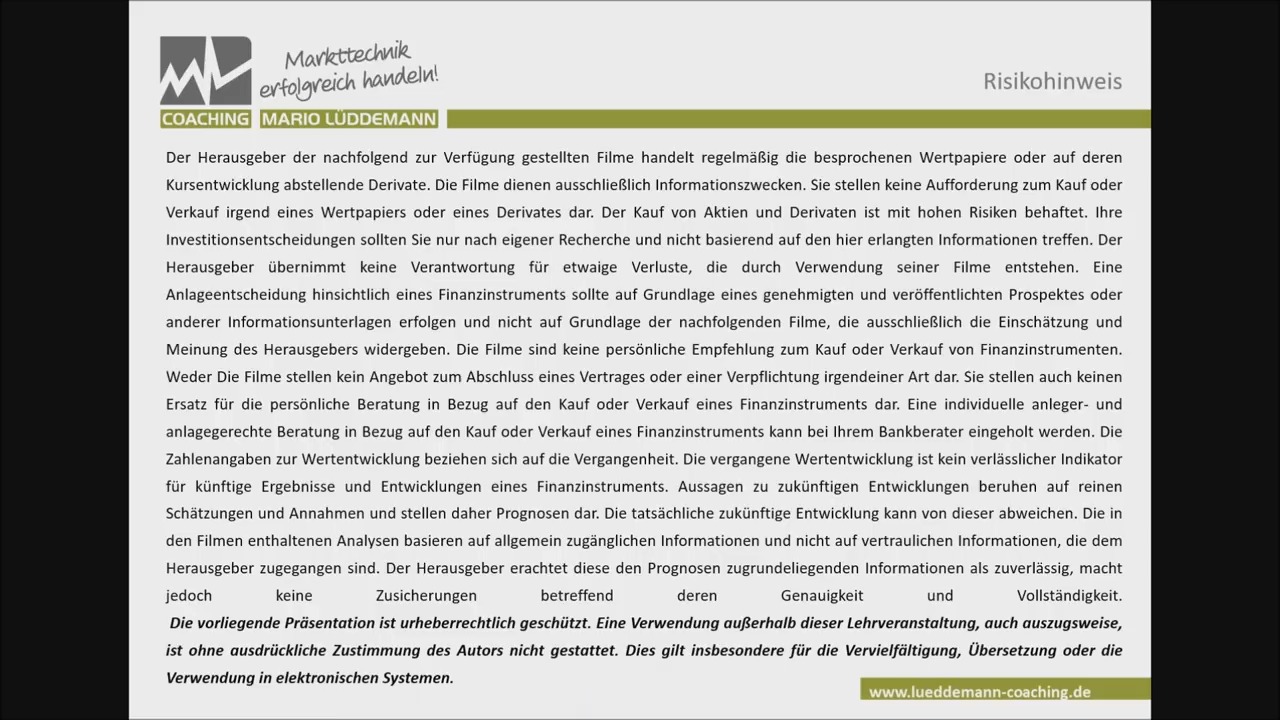 Markttechnik
erfolgreich handeln!
Risikohinweis
COACHING MARIO LÜDDEMANN
Der Herausgeber der nachfolgend zur Verfügung gestellten Filme handelt regelmäßig die besprochenen Wertpapiere oder auf deren
Kursentwicklung abstellende Derivate. Die Filme dienen ausschließlich Informationszwecken. Sie stellen keine Aufforderung zum Kauf oder
Verkauf irgend eines Wertpapiers oder eines Derivates dar. Der Kauf von Aktien und Derivaten ist mit hohen Risiken behaftet. Ihre
Investitionsentscheidungen sollten Sie nur nach eigener Recherche und nicht basierend auf den hier erlangten Informationen treffen. Der
Herausgeber übernimmt keine Verantwortung für etwaige Verluste, die durch Verwendung seiner Filme entstehen. Eine
Anlageentscheidung hinsichtlich eines Finanzinstruments sollte auf Grundlage eines genehmigten und veröffentlichten Prospektes oder
anderer Informationsunterlagen erfolgen und nicht auf Grundlage der nachfolgenden Filme, die ausschließlich die Einschätzung und
Meinung des Herausgebers widergeben. Die Filme sind keine persönliche Empfehlung zum Kauf oder Verkauf von Finanzinstrumenten.
Weder Die Filme stellen kein Angebot zum Abschluss eines Vertrages oder einer Verpflichtung irgendeiner Art dar. Sie stellen auch keinen
Ersatz für die persönliche Beratung in Bezug auf den Kauf oder Verkauf eines Finanzinstruments dar. Eine individuelle anleger- und
anlagegerechte Beratung in Bezug auf den Kauf oder Verkauf eines Finanzinstruments kann bei Ihrem Bankberater eingeholt werden. Die
Zahlenangaben zur Wertentwicklung beziehen sich auf die Vergangenheit. Die vergangene Wertentwicklung ist kein verlässlicher Indikator
für künftige Ergebnisse und Entwicklungen eines Finanzinstruments. Aussagen zu zukünftigen Entwicklungen beruhen auf reinen
Schätzungen und Annahmen und stellen daher Prognosen dar. Die tatsächliche zukünftige Entwicklung kann von dieser abweichen. Die in
den Filmen enthaltenen Analysen basieren auf allgemein zugänglichen Informationen und nicht auf vertraulichen Informationen, die dem
Herausgeber zugegangen sind. Der Herausgeber erachtet diese den Prognosen zugrundeliegenden Informationen als zuverlässig, macht
jedoch keine Zusicherungen betreffend deren Genauigkeit und Vollständigkeit.
Die vorliegende Präsentation ist urheberrechtlich geschützt. Eine Verwendung außerhalb dieser Lehrveranstaltung, auch auszugsweise,
ist ohne ausdrückliche Zustimmung des Autors nicht gestattet. Dies gilt insbesondere für die Vervielfältigung, Übersetzung oder die
Verwendung in elektronischen Systemen.
www.lueddemann-coaching.de